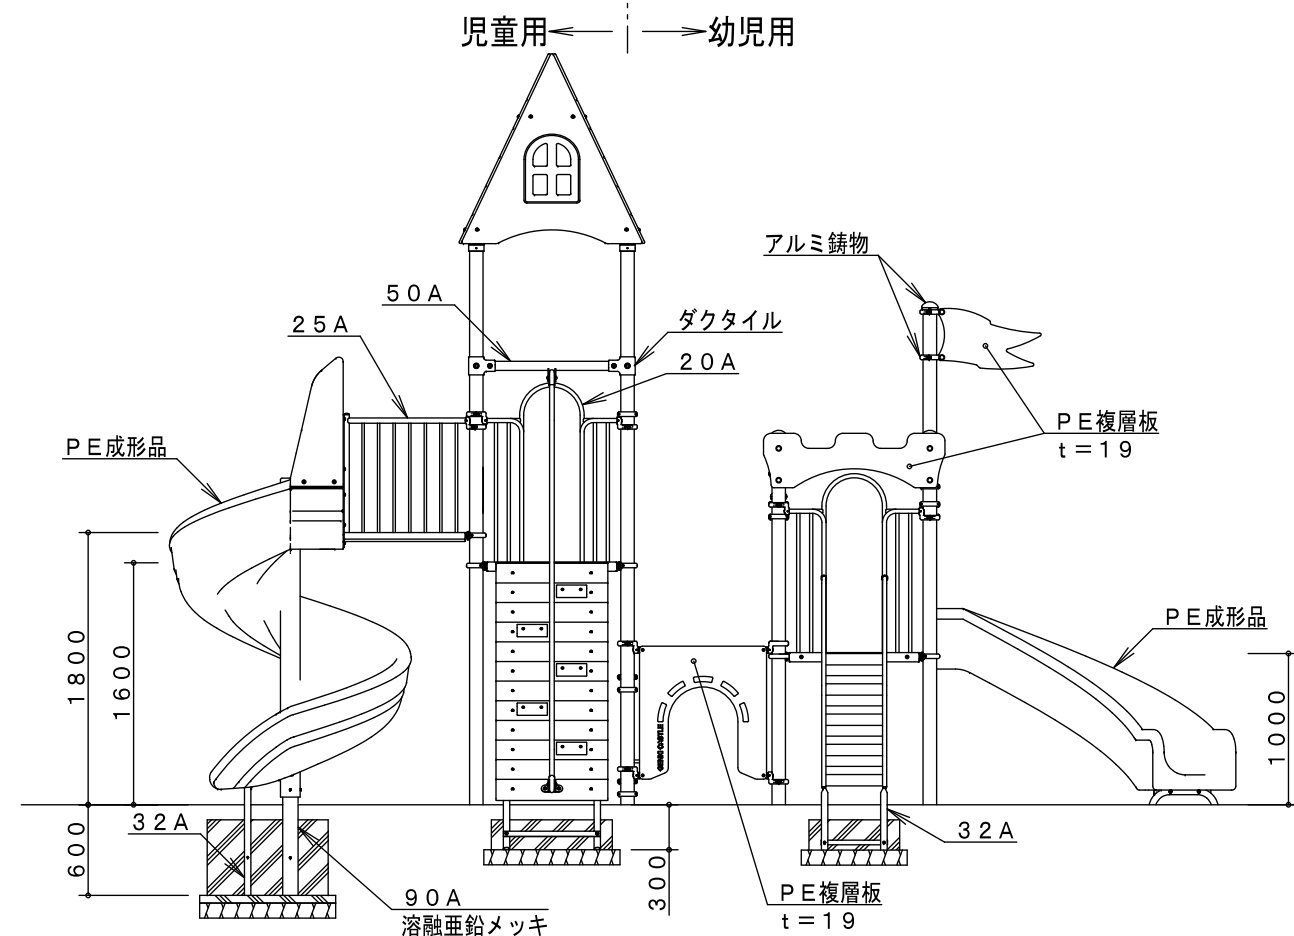 児童用
幼児用
アルミ鋳物
５０Ａ
２５Ａ
ダクタイル
２０Ａ
ＰＥ複層板
ｔ＝１９
ＰＥ成形品
ＰＥ成形品
１８００
１６００
１０００
GENKI CASTLE
３２Ａ
６００
３２Ａ
３００
９０Ａ
溶融亜鉛メッキ
ＰＥ複層板
ｔ＝１９